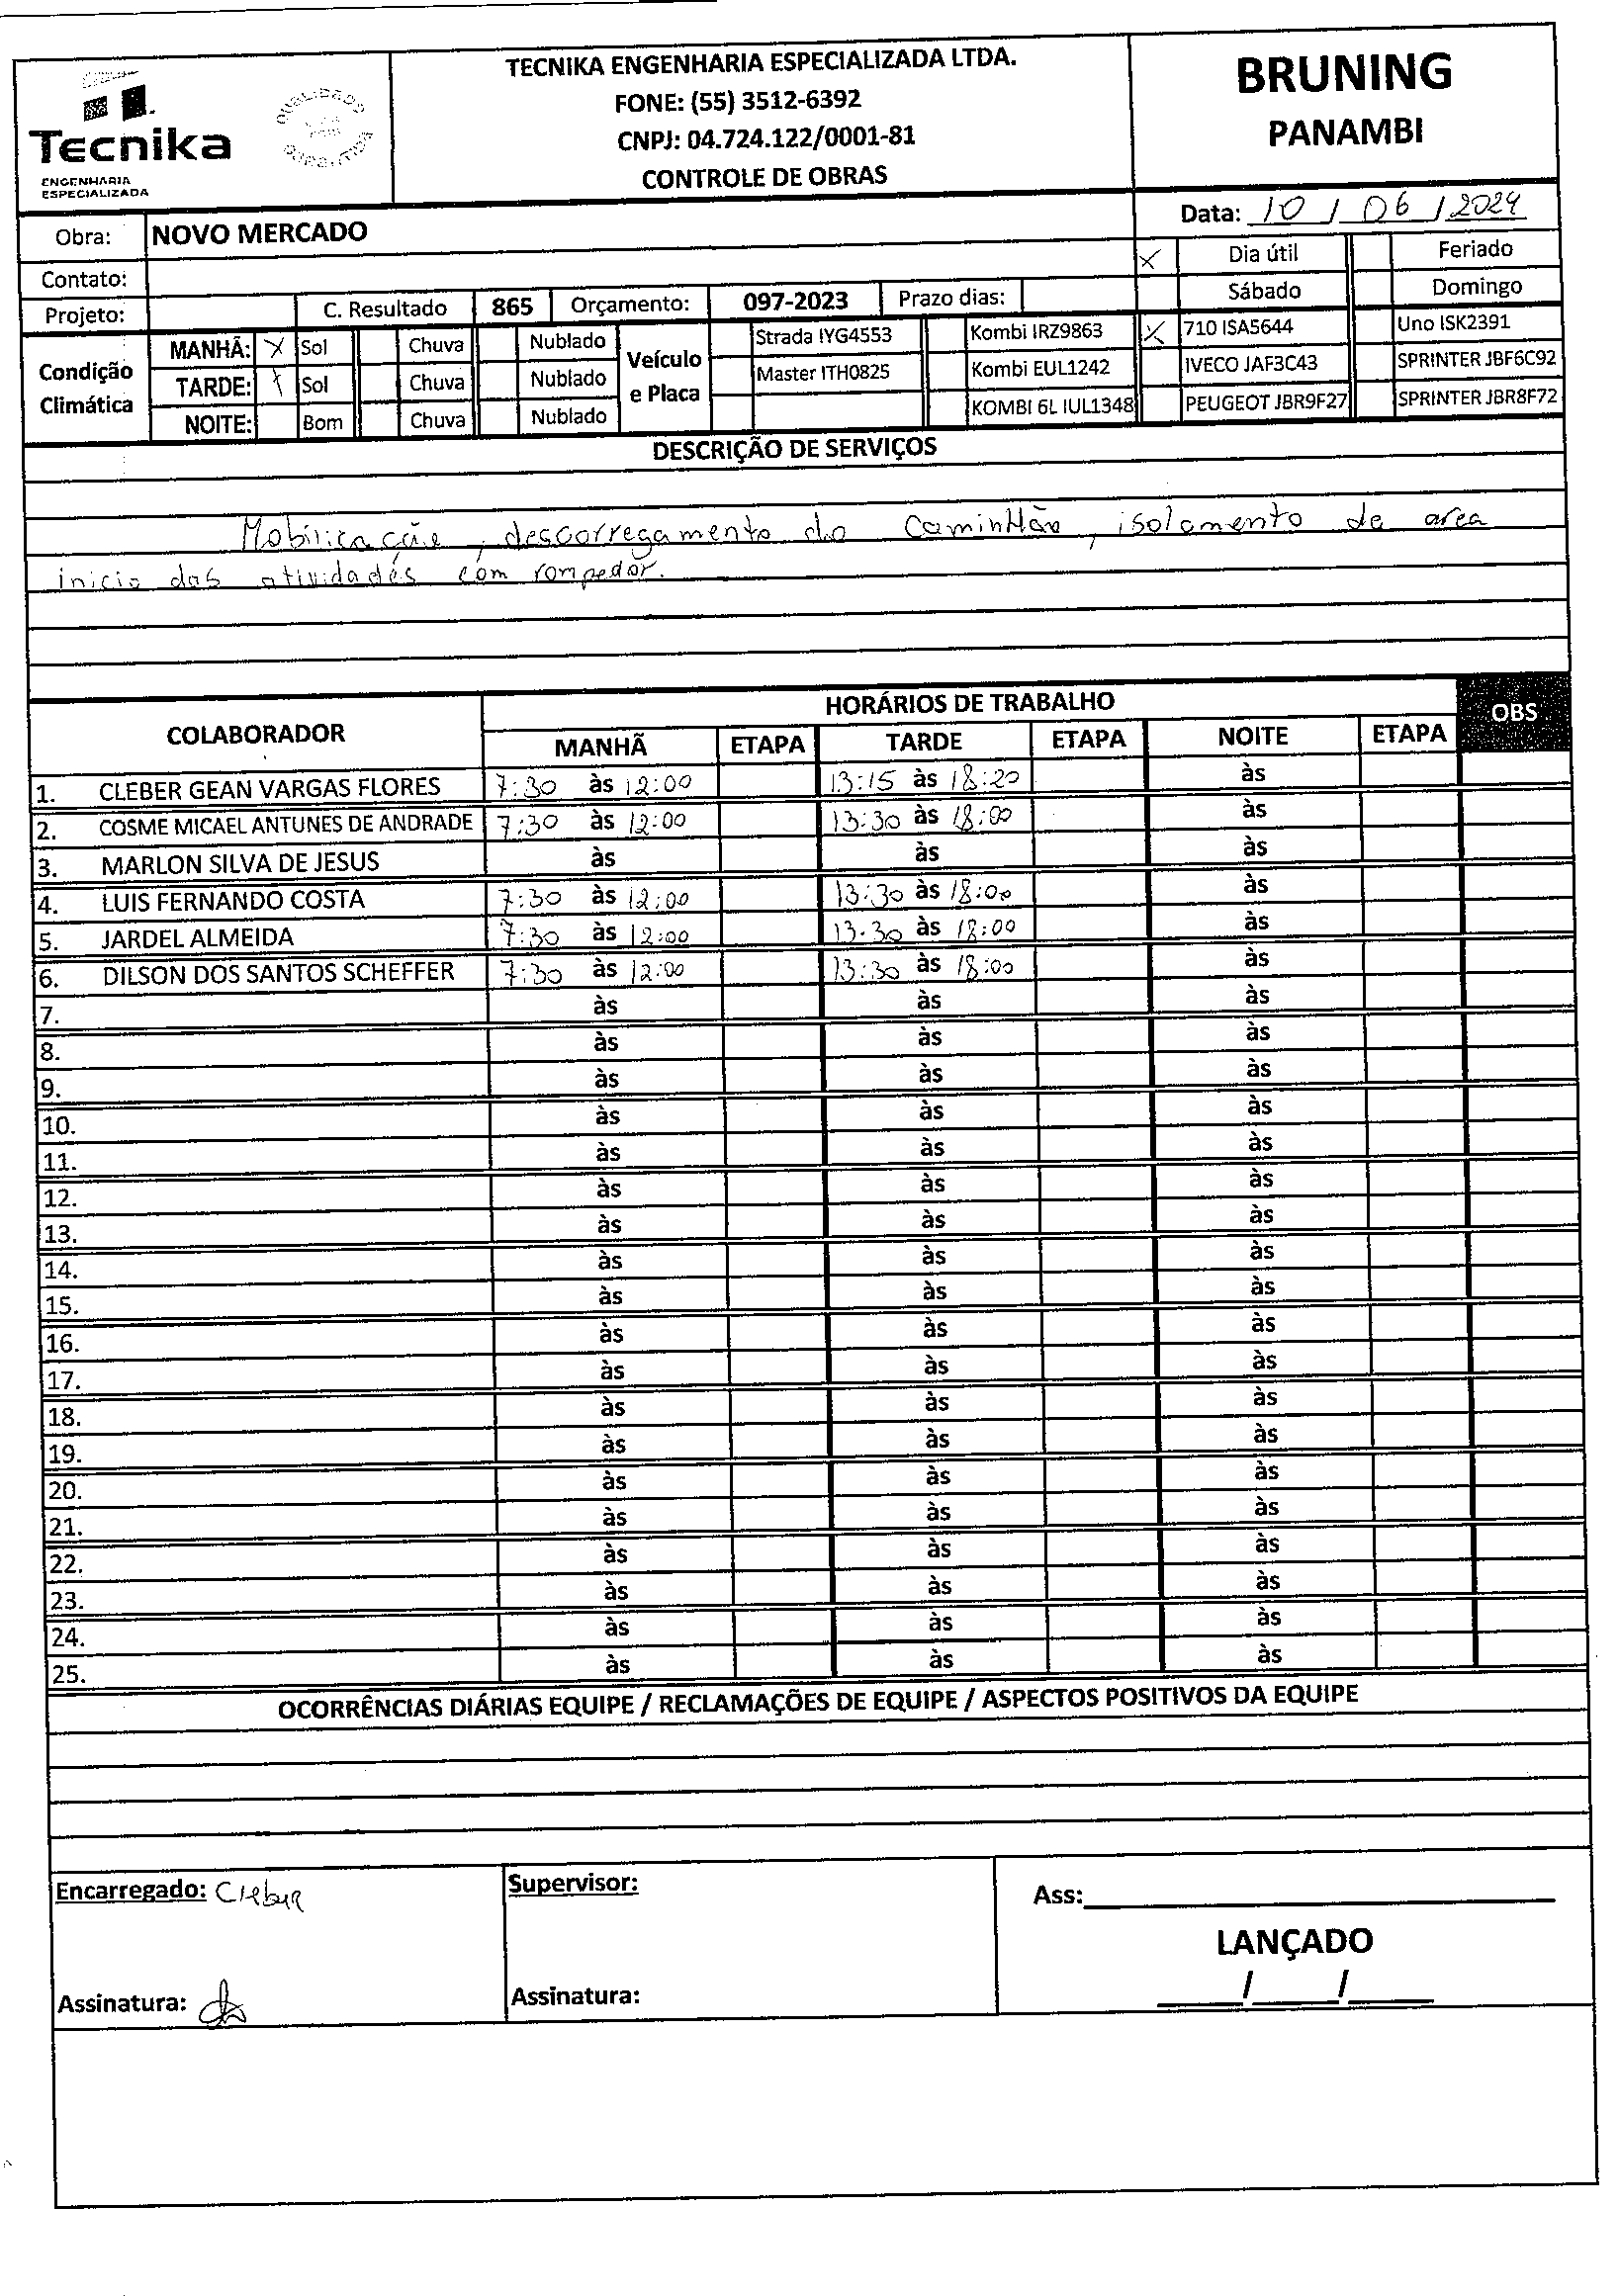 TECNIKA ENGENHARIA ESPECIALIZADA LTDA.
FONE: (55) 3512-6392
CNPJ: 04.724.122/0001-81
CONTROLE DE OBRAS
Tecnika
ENGENHARIA
ESPECIALIZADA
BRUNING
PANAMBI
Data: 10 / 06 / 2024
Obra: NOVO MERCADO
X Dia útil Feriado
Contato:
Sábado Domingo
Projeto: C. Resultado 865 Orçamento: 097-2023 Prazo dias:
Condição Climática
MANHÃ: X Sol Chuva Nublado
TARDE: X Sol Chuva Nublado
NOITE: Bom Chuva Nublado
Veículo e Placa
Strada IYG4553 Kombi IRZ9863 X 710 ISA5644 Uno ISK2391
Master ITH0825 Kombi EUL1242 IVECO JAF3C43 SPRINTER JBF6C92
KOMBI 6L IUL1348 PEUGEOT JBR9F27 SPRINTER JBR8F72
DESCRIÇÃO DE SERVIÇOS
descorregamento do Caminhão, isolamento de area
inicio das atividades com rompedor.
COLABORADOR HORÁRIOS DE TRABALHO OBS
MANHÃ ETAPA TARDE ETAPA NOITE ETAPA
1. CLEBER GEAN VARGAS FLORES 7:30 às 12:00 13:15 às 18:20 às
2. COSME MICAEL ANTUNES DE ANDRADE 7:30 às 12:00 13:30 às 18:00 às
3. MARLON SILVA DE JESUS às às às
4. LUIS FERNANDO COSTA 7:30 às 12:00 13:30 às 18:00 às
5. JARDEL ALMEIDA 7:30 às 12:00 13:30 às 18:00 às
6. DILSON DOS SANTOS SCHEFFER 7:30 às 12:00 13:30 às 18:00 às
7. às às às
8. às às às
9. às às às
10. às às às
11. às às às
12. às às às
13. às às às
14. às às às
15. às às às
16. às às às
17. às às às
18. às às às
19. às às às
20. às às às
21. às às às
22. às às às
23. às às às
24. às às às
25. às às às
OCORRÊNCIAS DIÁRIAS EQUIPE / RECLAMAÇÕES DE EQUIPE / ASPECTOS POSITIVOS DA EQUIPE
Encarregado: Cleber
Supervisor:
Ass:
LANÇADO
/ /
Assinatura:
Assinatura: